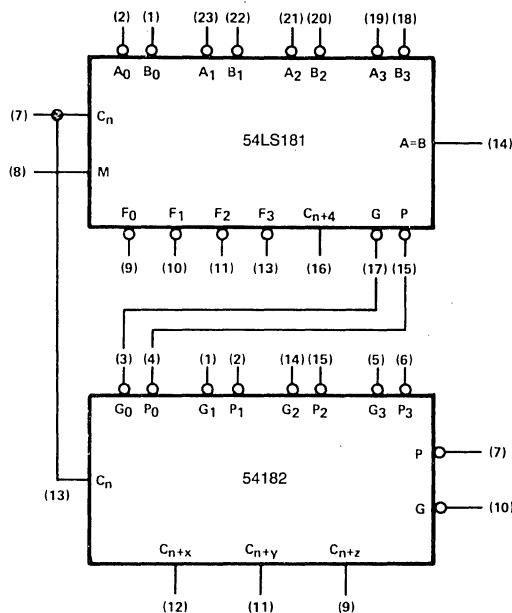 (2) (1) (23) (22) (21) (20) (19) (18)
A0 B0 A1 B1 A2 B2 A3 B3
(7) Cn
54LS181
A=B (14)
(8) M
F0 F1 F2 F3 Cn+4 G P
(9) (10) (11) (13) (16) (17) (15)
(3) (4) (1) (2) (14) (15) (5) (6)
G0 P0 G1 P1 G2 P2 G3 P3
P (7)
(13) Cn
54182
G (10)
Cn+x Cn+y Cn+z
(12) (11) (9)